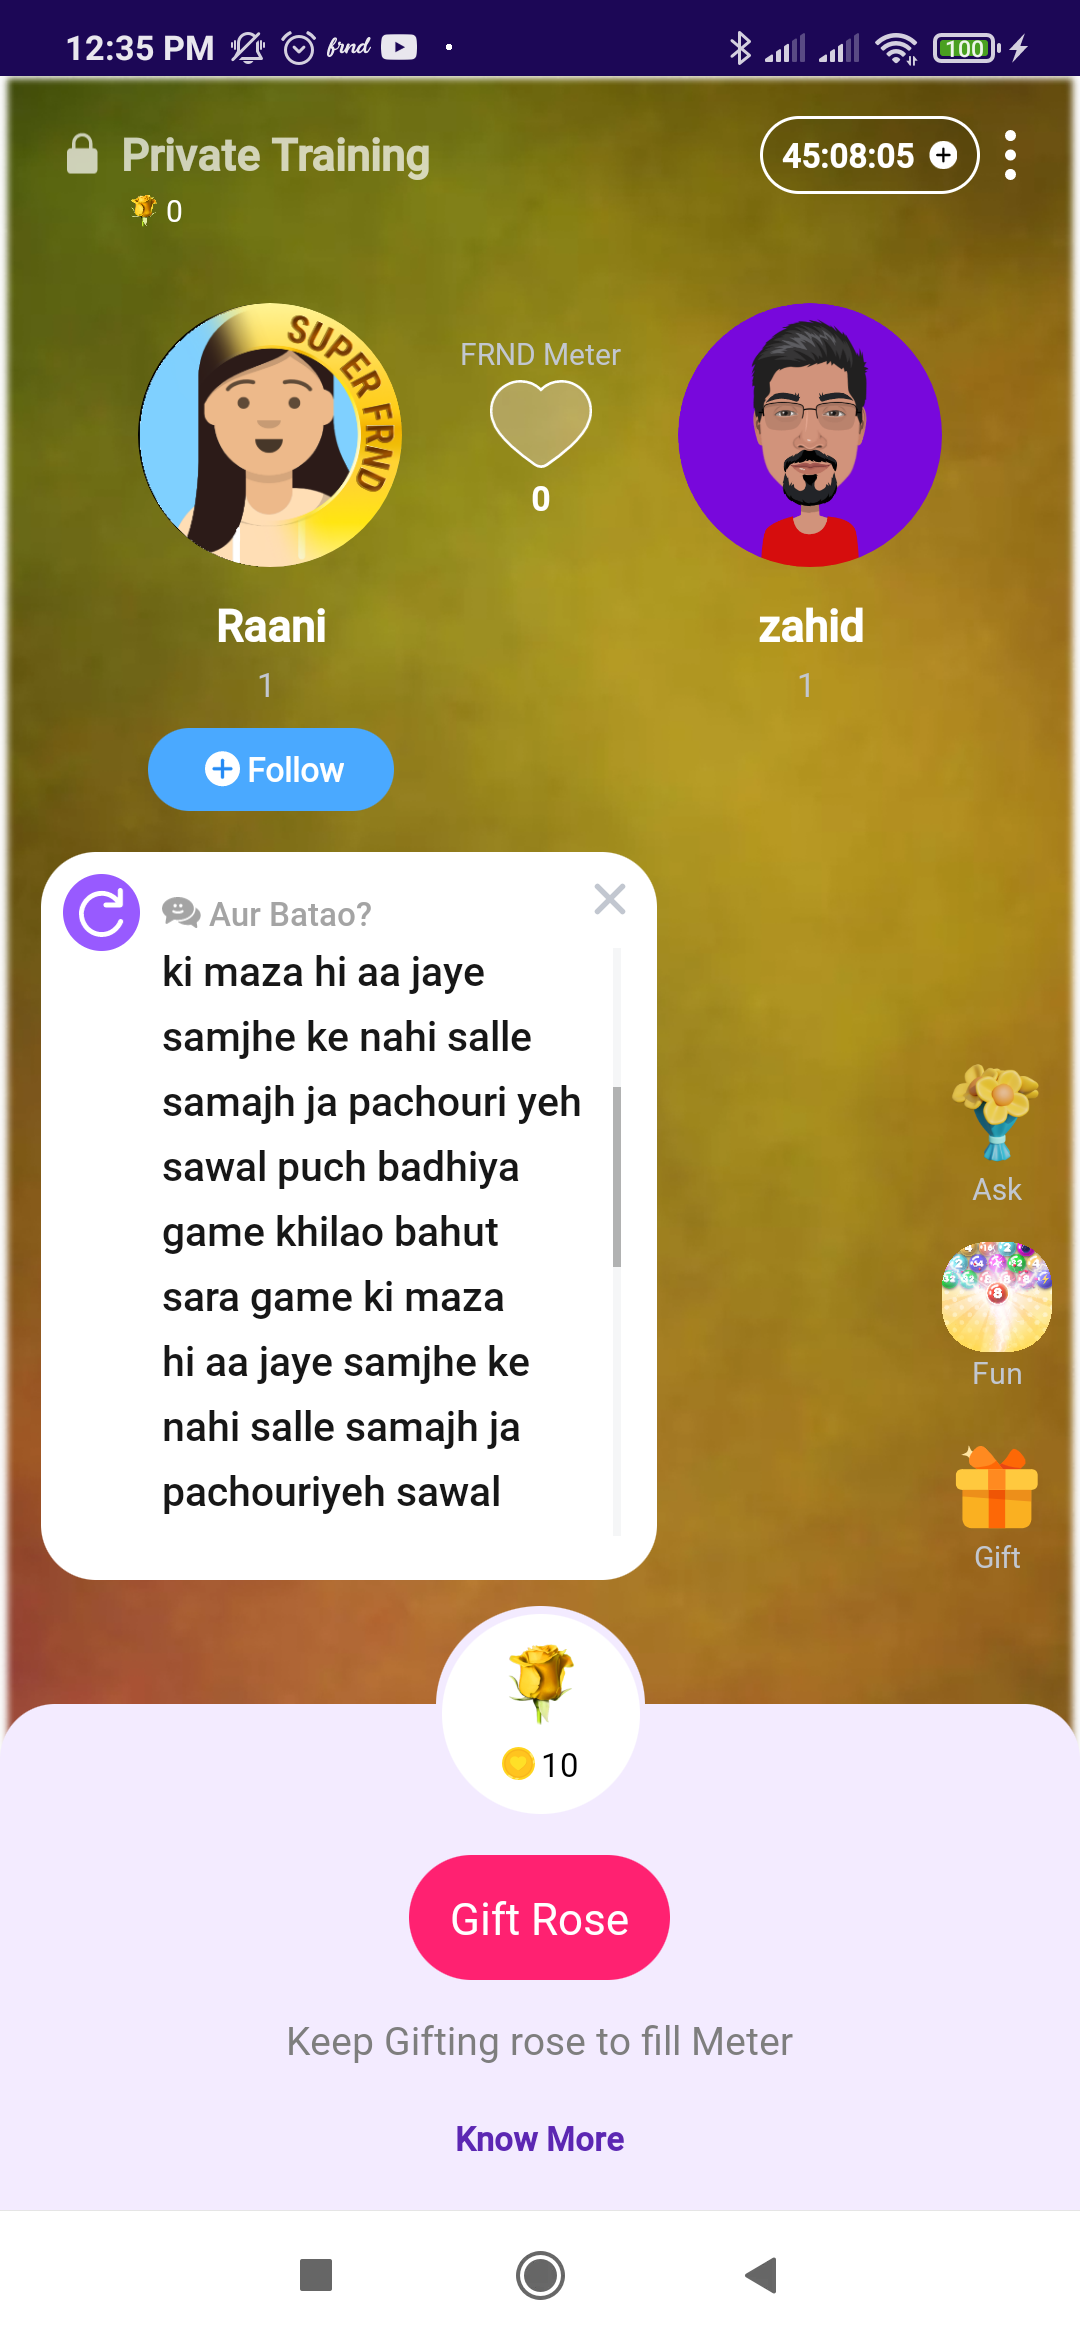 12:35 PM frnd 100
Private Training 45:08:05
0
SUPER FRND
FRND Meter
0
Raani zahid
1 1
Follow
Aur Batao?
ki maza hi aa jaye
samjhe ke nahi salle
samajh ja pachouri yeh
sawal puch badhiya
game khilao bahut
sara game ki maza
hi aa jaye samjhe ke
nahi salle samajh ja
pachouriyeh sawal
Ask
8
Fun
Gift
10
Gift Rose
Keep Gifting rose to fill Meter
Know More